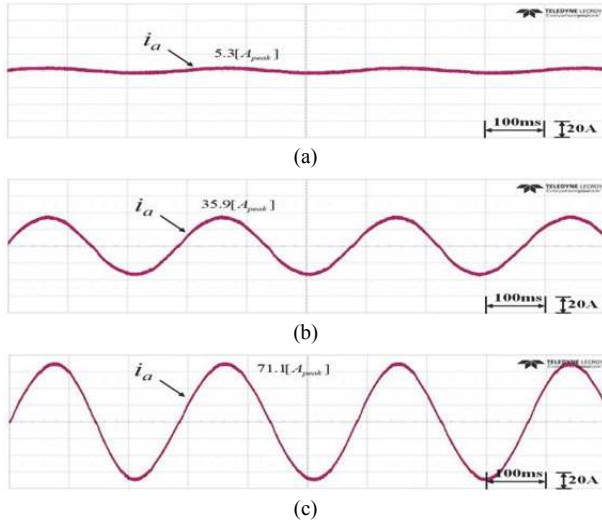 TELEDYNE LECROY
i_a
5.3[A_peak]
100ms
20A
(a)
TELEDYNE LECROY
i_a
35.9[A_peak]
100ms
20A
(b)
TELEDYNE LECROY
i_a
71.1[A_peak]
100ms
20A
(c)